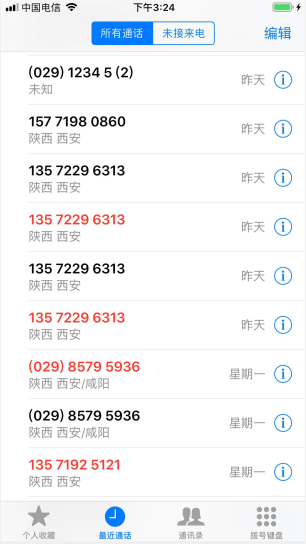 中国电信 下午3:24
所有通话 未接来电 编辑
(029) 1234 5 (2)
未知 昨天
157 7198 0860
陕西 西安 昨天
135 7229 6313
陕西 西安 昨天
135 7229 6313
陕西 西安 昨天
135 7229 6313
陕西 西安 昨天
135 7229 6313
陕西 西安 昨天
(029) 8579 5936
陕西 西安/咸阳 星期一
(029) 8579 5936
陕西 西安/咸阳 星期一
135 7192 5121
陕西 西安 星期一
个人收藏 最近通话 通讯录 拨号键盘